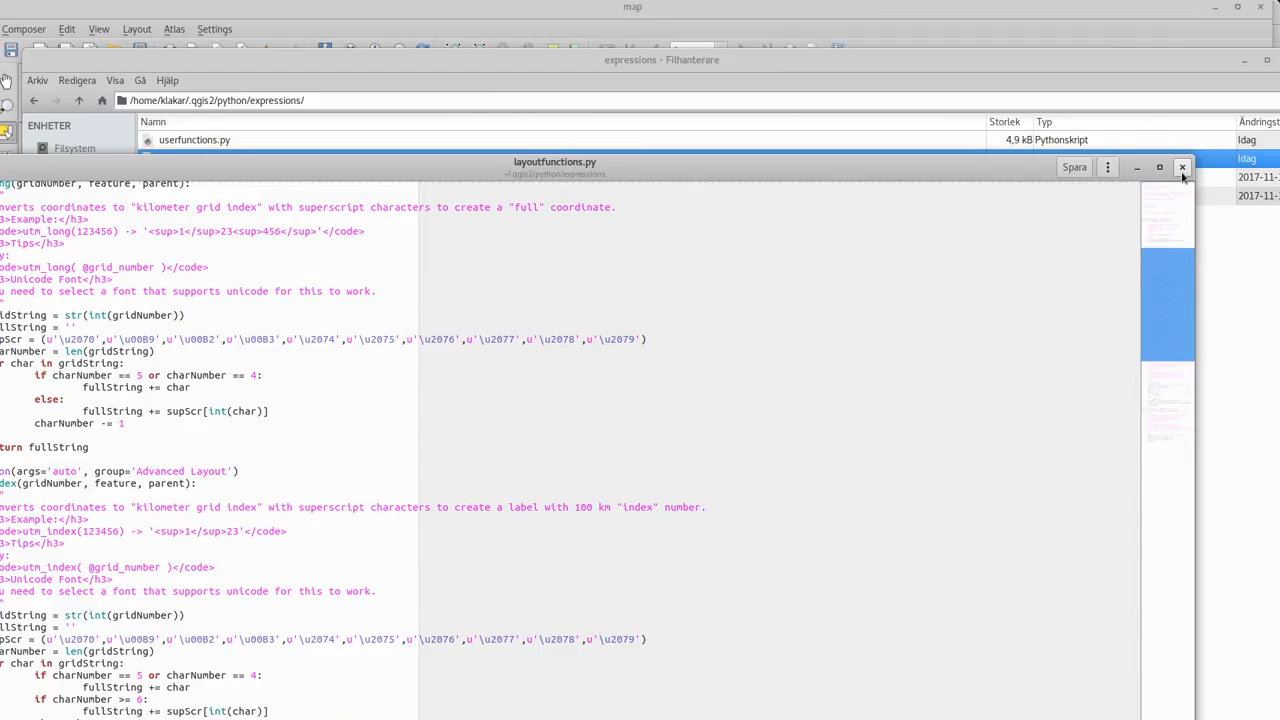 map
Composer Edit View Layout Atlas Settings
expressions - Filhanterare
Arkiv Redigera Visa Gå Hjälp
/home/klakar/.qgis2/python/expressions/
ENHETER
Namn Storlek Typ Ändringst
Filsystem
userfunctions.py 4,9 kB Pythonskript Idag
Idag
2017-11-
2017-11-
layoutfunctions.py
~/.qgis2/python/expressions
Spara
ng(gridNumber, feature, parent):
"
nverts coordinates to "kilometer grid index" with superscript characters to create a "full" coordinate.
3>Example:</h3>
ode>utm_long(123456) -> '<sup>1</sup>23<sup>456</sup>'</code>
3>Tips</h3>
y:
ode>utm_long( @grid_number )</code>
3>Unicode Font</h3>
u need to select a font that supports unicode for this to work.
"
idString = str(int(gridNumber))
llString = ''
pScr = (u'\u2070',u'\u00B9',u'\u00B2',u'\u00B3',u'\u2074',u'\u2075',u'\u2076',u'\u2077',u'\u2078',u'\u2079')
arNumber = len(gridString)
r char in gridString:
if charNumber == 5 or charNumber == 4:
fullString += char
else:
fullString += supScr[int(char)]
charNumber -= 1
turn fullString
on(args='auto', group='Advanced Layout')
dex(gridNumber, feature, parent):
"
nverts coordinates to "kilometer grid index" with superscript characters to create a label with 100 km "index" number.
3>Example:</h3>
ode>utm_index(123456) -> '<sup>1</sup>23'</code>
3>Tips</h3>
y:
ode>utm_index( @grid_number )</code>
3>Unicode Font</h3>
u need to select a font that supports unicode for this to work.
"
idString = str(int(gridNumber))
llString = ''
pScr = (u'\u2070',u'\u00B9',u'\u00B2',u'\u00B3',u'\u2074',u'\u2075',u'\u2076',u'\u2077',u'\u2078',u'\u2079')
arNumber = len(gridString)
r char in gridString:
if charNumber == 5 or charNumber == 4:
fullString += char
if charNumber >= 6:
fullString += supScr[int(char)]